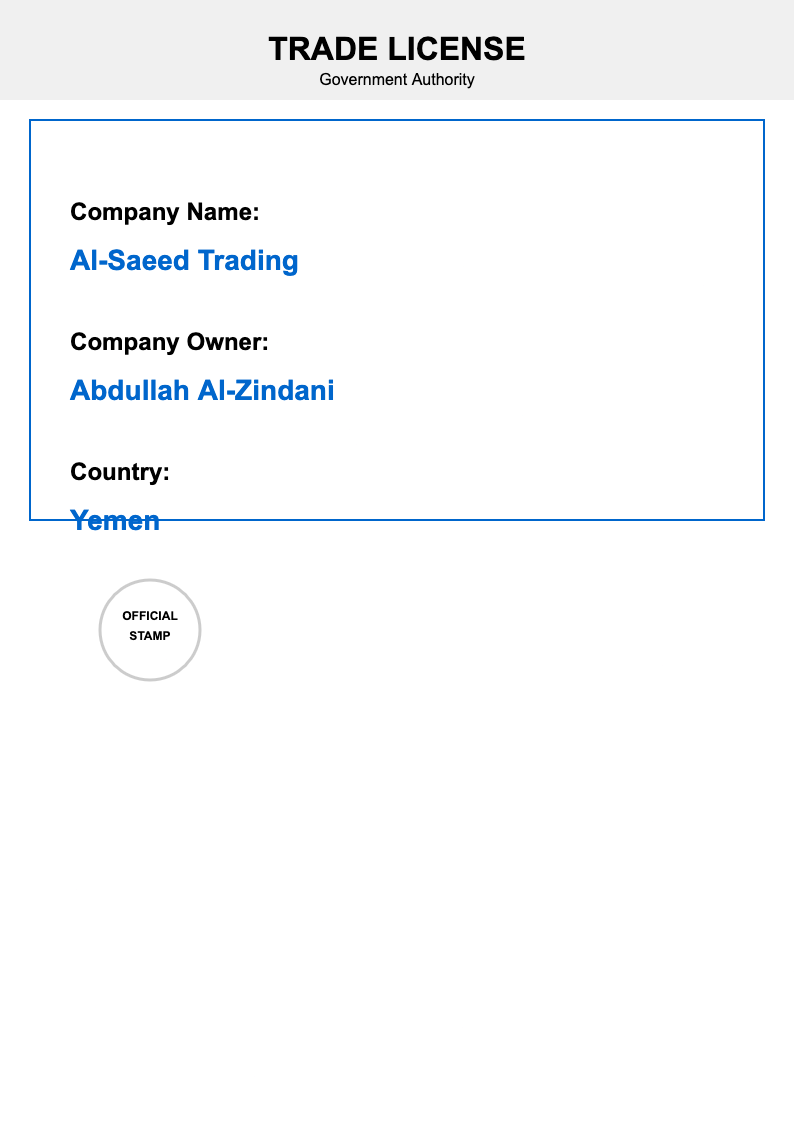 TRADE LICENSE
Government Authority
Company Name:
Al-Saeed Trading
Company Owner:
Abdullah Al-Zindani
Country:
Yemen
OFFICIAL
STAMP